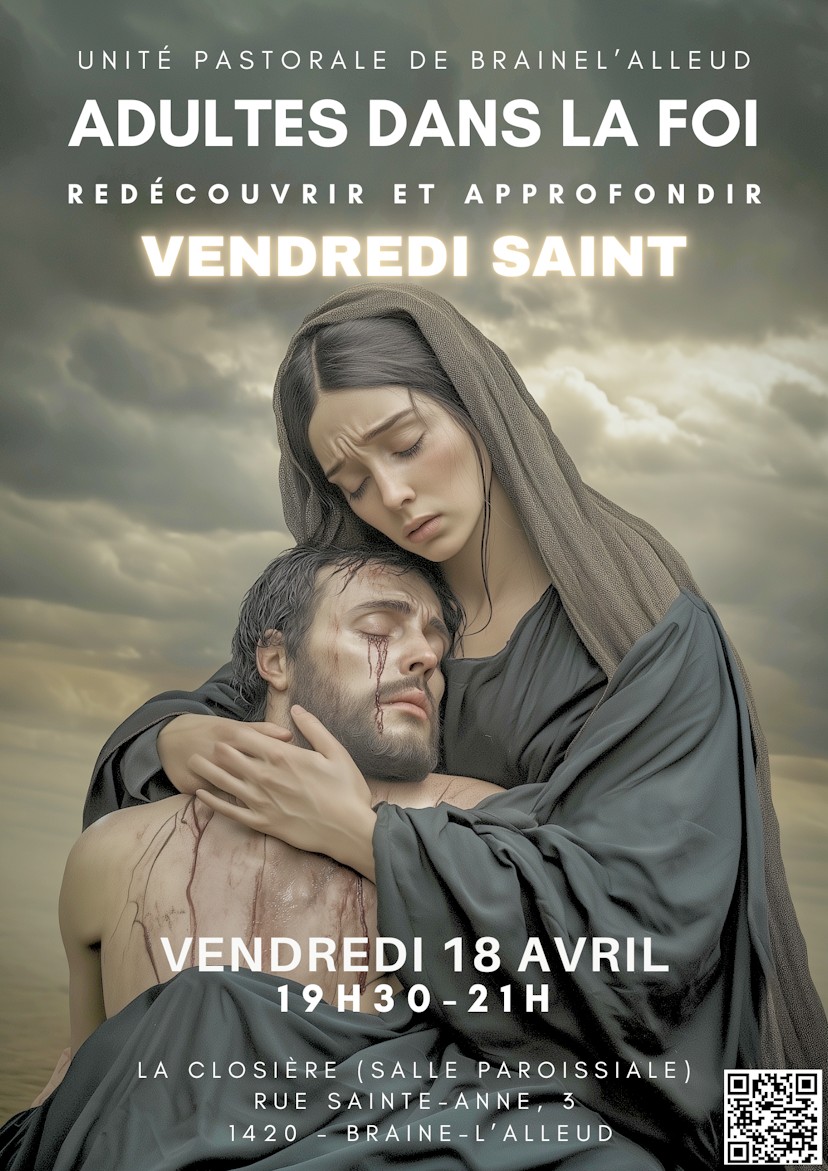 UNITÉ PASTORALE DE BRAINEL’ALLEUD
ADULTES DANS LA FOI
REDÉCOUVRIR ET APPROFONDIR
VENDREDI SAINT
VENDREDI 18 AVRIL
19H30-21H
LA CLOSIÈRE (SALLE PAROISSIALE)
RUE SAINTE-ANNE, 3
1420 - BRAINE-L’ALLEUD